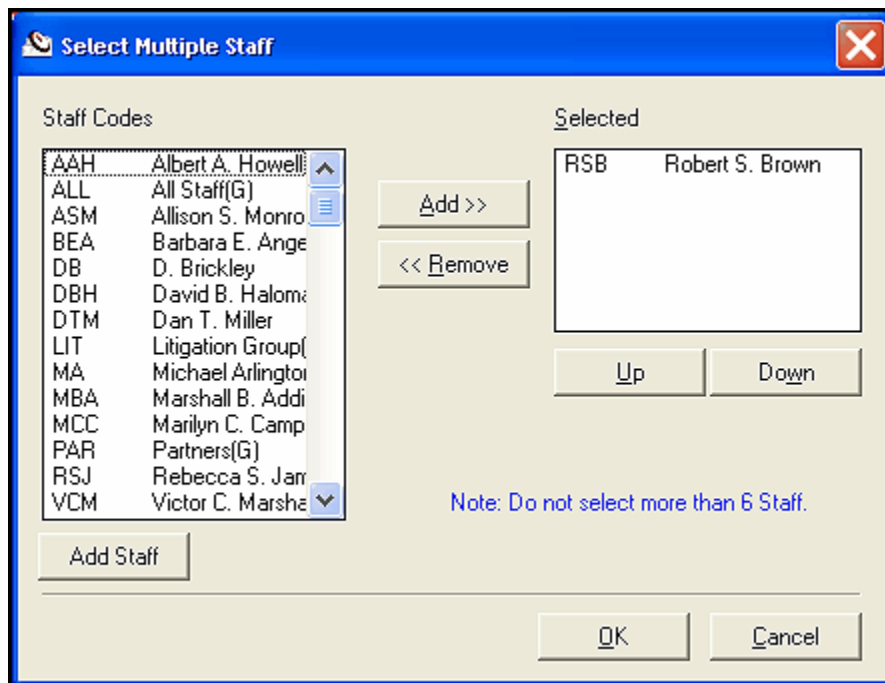 Select Multiple Staff
Staff Codes
AAH Albert A. Howell
ALL All Staff(G)
ASM Allison S. Monro
BEA Barbara E. Ange
DB D. Brickley
DBH David B. Haloma
DTM Dan T. Miller
LIT Litigation Group(
MA Michael Arlington
MBA Marshall B. Addi
MCC Marilyn C. Camp
PAR Partners(G)
RSJ Rebecca S. Jam
VCM Victor C. Marsha
Add Staff
Add >>
<< Remove
Selected
RSB Robert S. Brown
Up Down
Note: Do not select more than 6 Staff.
OK Cancel